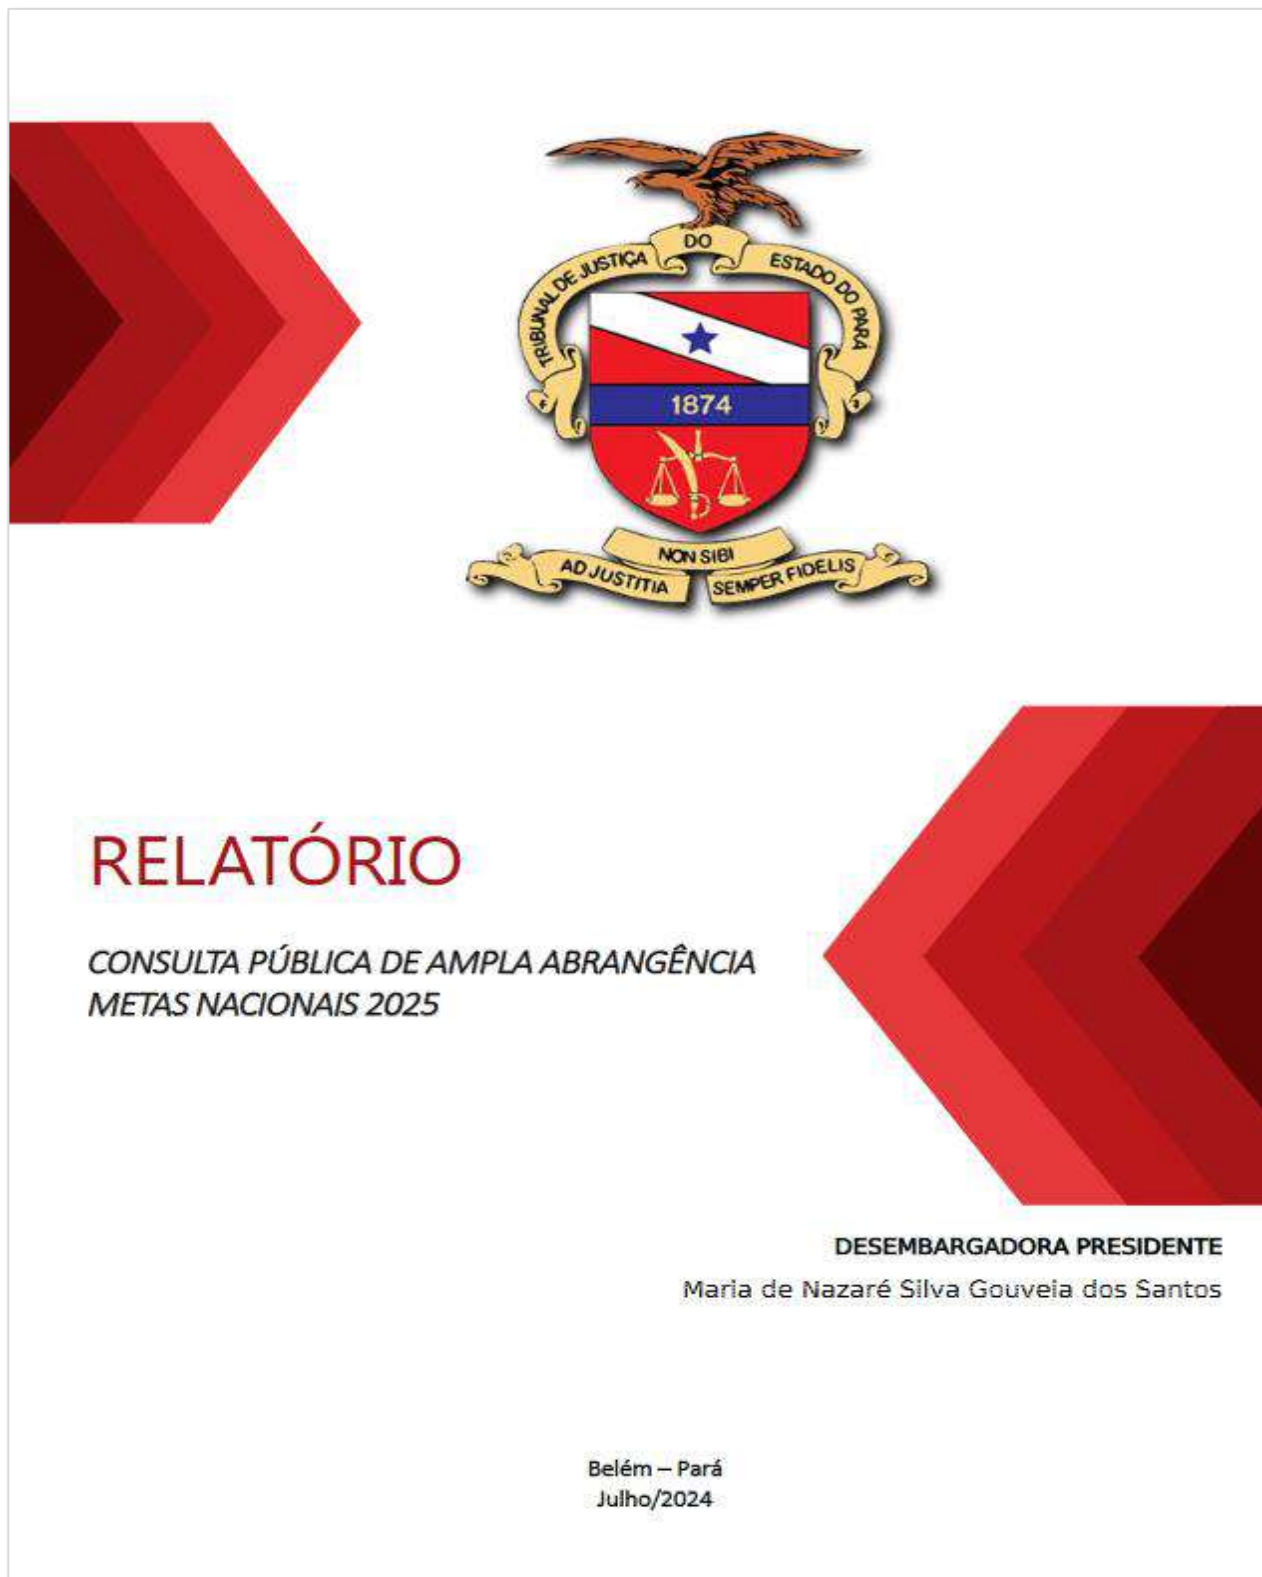 TRIBUNAL DE JUSTIÇA DO ESTADO DO PARÁ
1874
NON SIBI
AD JUSTITIA SEMPER FIDELIS
RELATÓRIO
CONSULTA PÚBLICA DE AMPLA ABRANGÊNCIA
METAS NACIONAIS 2025
DESEMBARGADORA PRESIDENTE
Maria de Nazaré Silva Gouveia dos Santos
Belém – Pará
Julho/2024